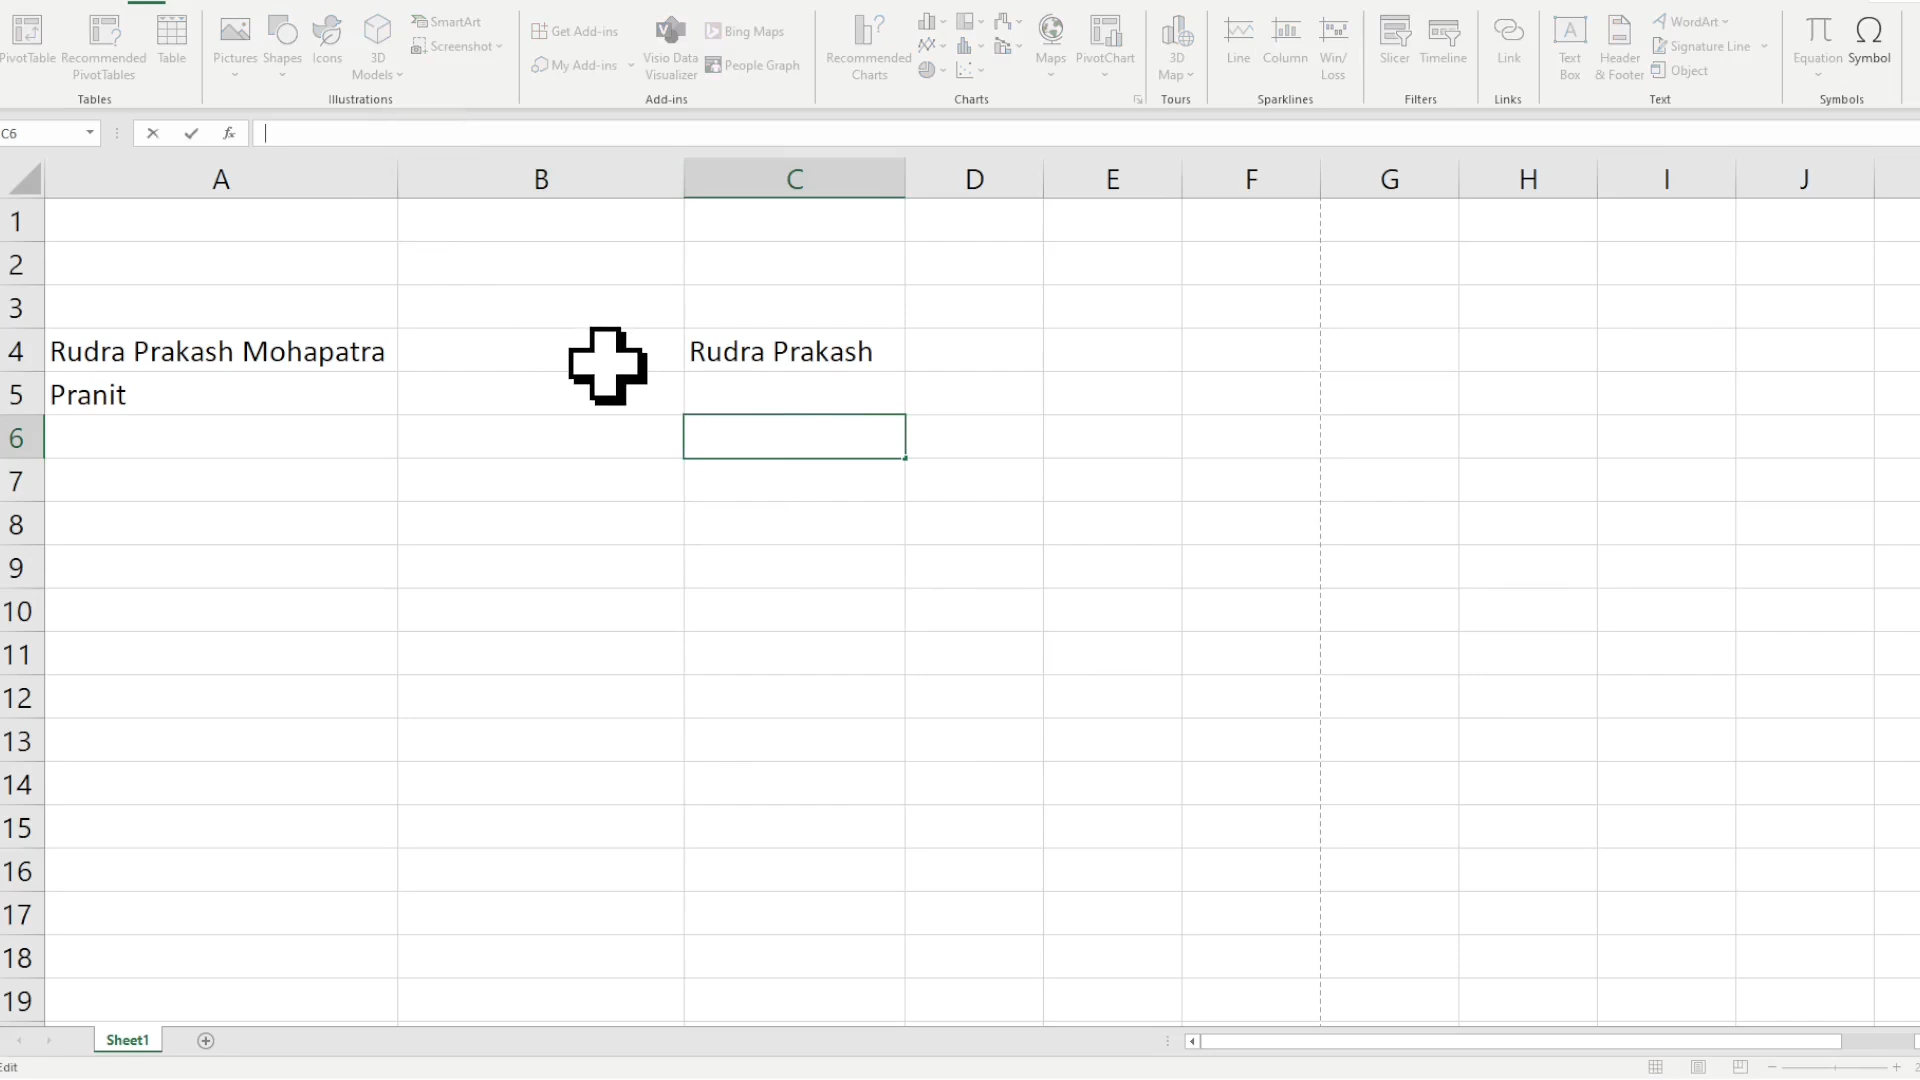 PivotTable Recommended PivotTables Table Pictures Shapes Icons 3D Models SmartArt Screenshot Get Add-ins My Add-ins Visio Data Visualizer Bing Maps People Graph Recommended Charts Maps PivotChart 3D Map Line Column Win/Loss Slicer Timeline Link Text Box Header & Footer WordArt Signature Line Object Equation Symbol
Tables Illustrations Add-ins Charts Tours Sparklines Filters Links Text Symbols
C6 fx
A B C D E F G H I J
1
2
3
4 Rudra Prakash Mohapatra Rudra Prakash
5 Pranit
6
7
8
9
10
11
12
13
14
15
16
17
18
19
Sheet1